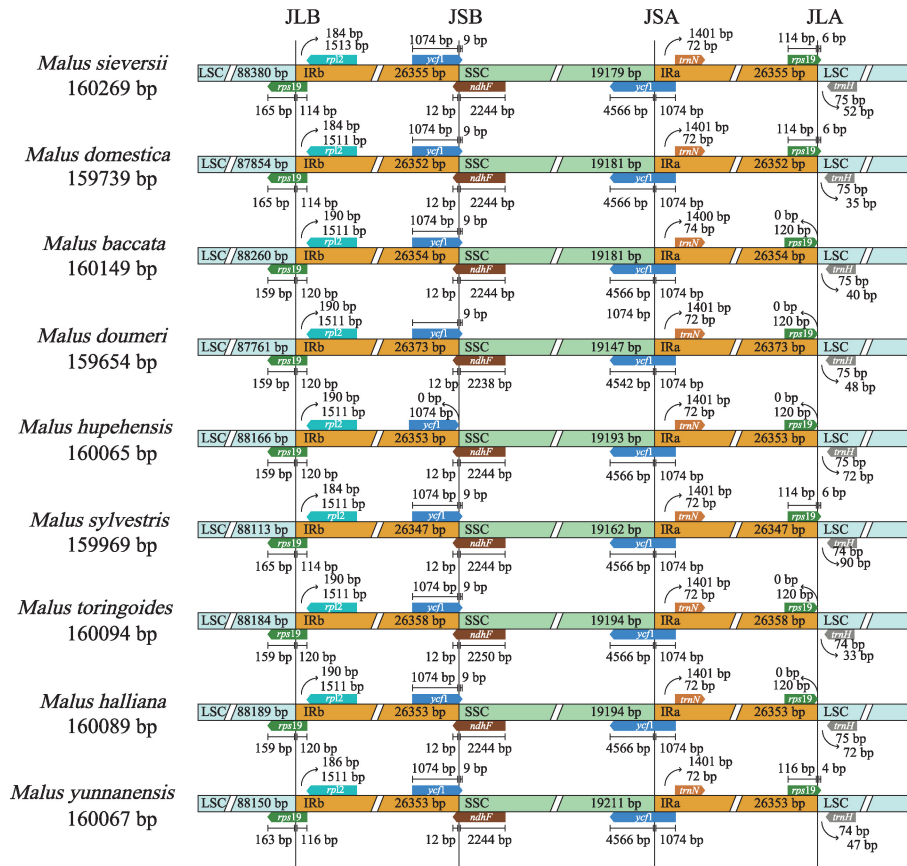 JLB JSB JSA JLA
184 bp 1074 bp 9 bp 1401 bp 114 bp 6 bp
1513 bp 72 bp
rpl2 ycf1 trnN rps19
Malus sieversii
160269 bp
LSC 88380 bp IRb 26355 bp SSC 19179 bp IRa 26355 bp LSC
rps19 ndhF ycf1 trnH
165 bp 114 bp 12 bp 2244 bp 4566 bp 1074 bp 75 bp
52 bp
184 bp 1074 bp 9 bp 1401 bp 114 bp 6 bp
1511 bp 72 bp
rpl2 ycf1 trnN rps19
Malus domestica
159739 bp
LSC 87854 bp IRb 26352 bp SSC 19181 bp IRa 26352 bp LSC
rps19 ndhF ycf1 trnH
165 bp 114 bp 12 bp 2244 bp 4566 bp 1074 bp 75 bp
35 bp
190 bp 1074 bp 9 bp 1400 bp 0 bp
1511 bp 74 bp 120 bp
rpl2 ycf1 trnN rps19
Malus baccata
160149 bp
LSC 88260 bp IRb 26354 bp SSC 19181 bp IRa 26354 bp LSC
rps19 ndhF ycf1 trnH
159 bp 120 bp 12 bp 2244 bp 4566 bp 1074 bp 75 bp
40 bp
190 bp 9 bp 1074 bp 1401 bp 0 bp
1511 bp 72 bp 120 bp
rpl2 ycf1 trnN rps19
Malus doumeri
159654 bp
LSC 87761 bp IRb 26373 bp SSC 19147 bp IRa 26373 bp LSC
rps19 ndhF ycf1 trnH
159 bp 120 bp 12 bp 2238 bp 4542 bp 1074 bp 75 bp
48 bp
190 bp 0 bp 1401 bp 0 bp
1511 bp 1074 bp 72 bp 120 bp
rpl2 ycf1 trnN rps19
Malus hupehensis
160065 bp
LSC 88166 bp IRb 26353 bp SSC 19193 bp IRa 26353 bp LSC
rps19 ndhF ycf1 trnH
159 bp 120 bp 12 bp 2244 bp 4566 bp 1074 bp 75 bp
72 bp
184 bp 1074 bp 9 bp 1401 bp 114 bp 6 bp
1511 bp 72 bp
rpl2 ycf1 trnN rps19
Malus sylvestris
159969 bp
LSC 88113 bp IRb 26347 bp SSC 19162 bp IRa 26347 bp LSC
rps19 ndhF ycf1 trnH
165 bp 114 bp 12 bp 2244 bp 4566 bp 1074 bp 74 bp
90 bp
190 bp 1074 bp 9 bp 1401 bp 0 bp
1511 bp 72 bp 120 bp
rpl2 ycf1 trnN rps19
Malus toringoides
160094 bp
LSC 88184 bp IRb 26358 bp SSC 19194 bp IRa 26358 bp LSC
rps19 ndhF ycf1 trnH
159 bp 120 bp 12 bp 2250 bp 4566 bp 1074 bp 74 bp
33 bp
190 bp 1074 bp 9 bp 1401 bp 0 bp
1511 bp 72 bp 120 bp
rpl2 ycf1 trnN rps19
Malus halliana
160089 bp
LSC 88189 bp IRb 26353 bp SSC 19194 bp IRa 26353 bp LSC
rps19 ndhF ycf1 trnH
159 bp 120 bp 12 bp 2244 bp 4566 bp 1074 bp 75 bp
72 bp
186 bp 1074 bp 9 bp 1401 bp 116 bp 4 bp
1511 bp 72 bp
rpl2 ycf1 trnN rps19
Malus yunnanensis
160067 bp
LSC 88150 bp IRb 26353 bp SSC 19211 bp IRa 26353 bp LSC
rps19 ndhF ycf1 trnH
163 bp 116 bp 12 bp 2244 bp 4566 bp 1074 bp 74 bp
47 bp